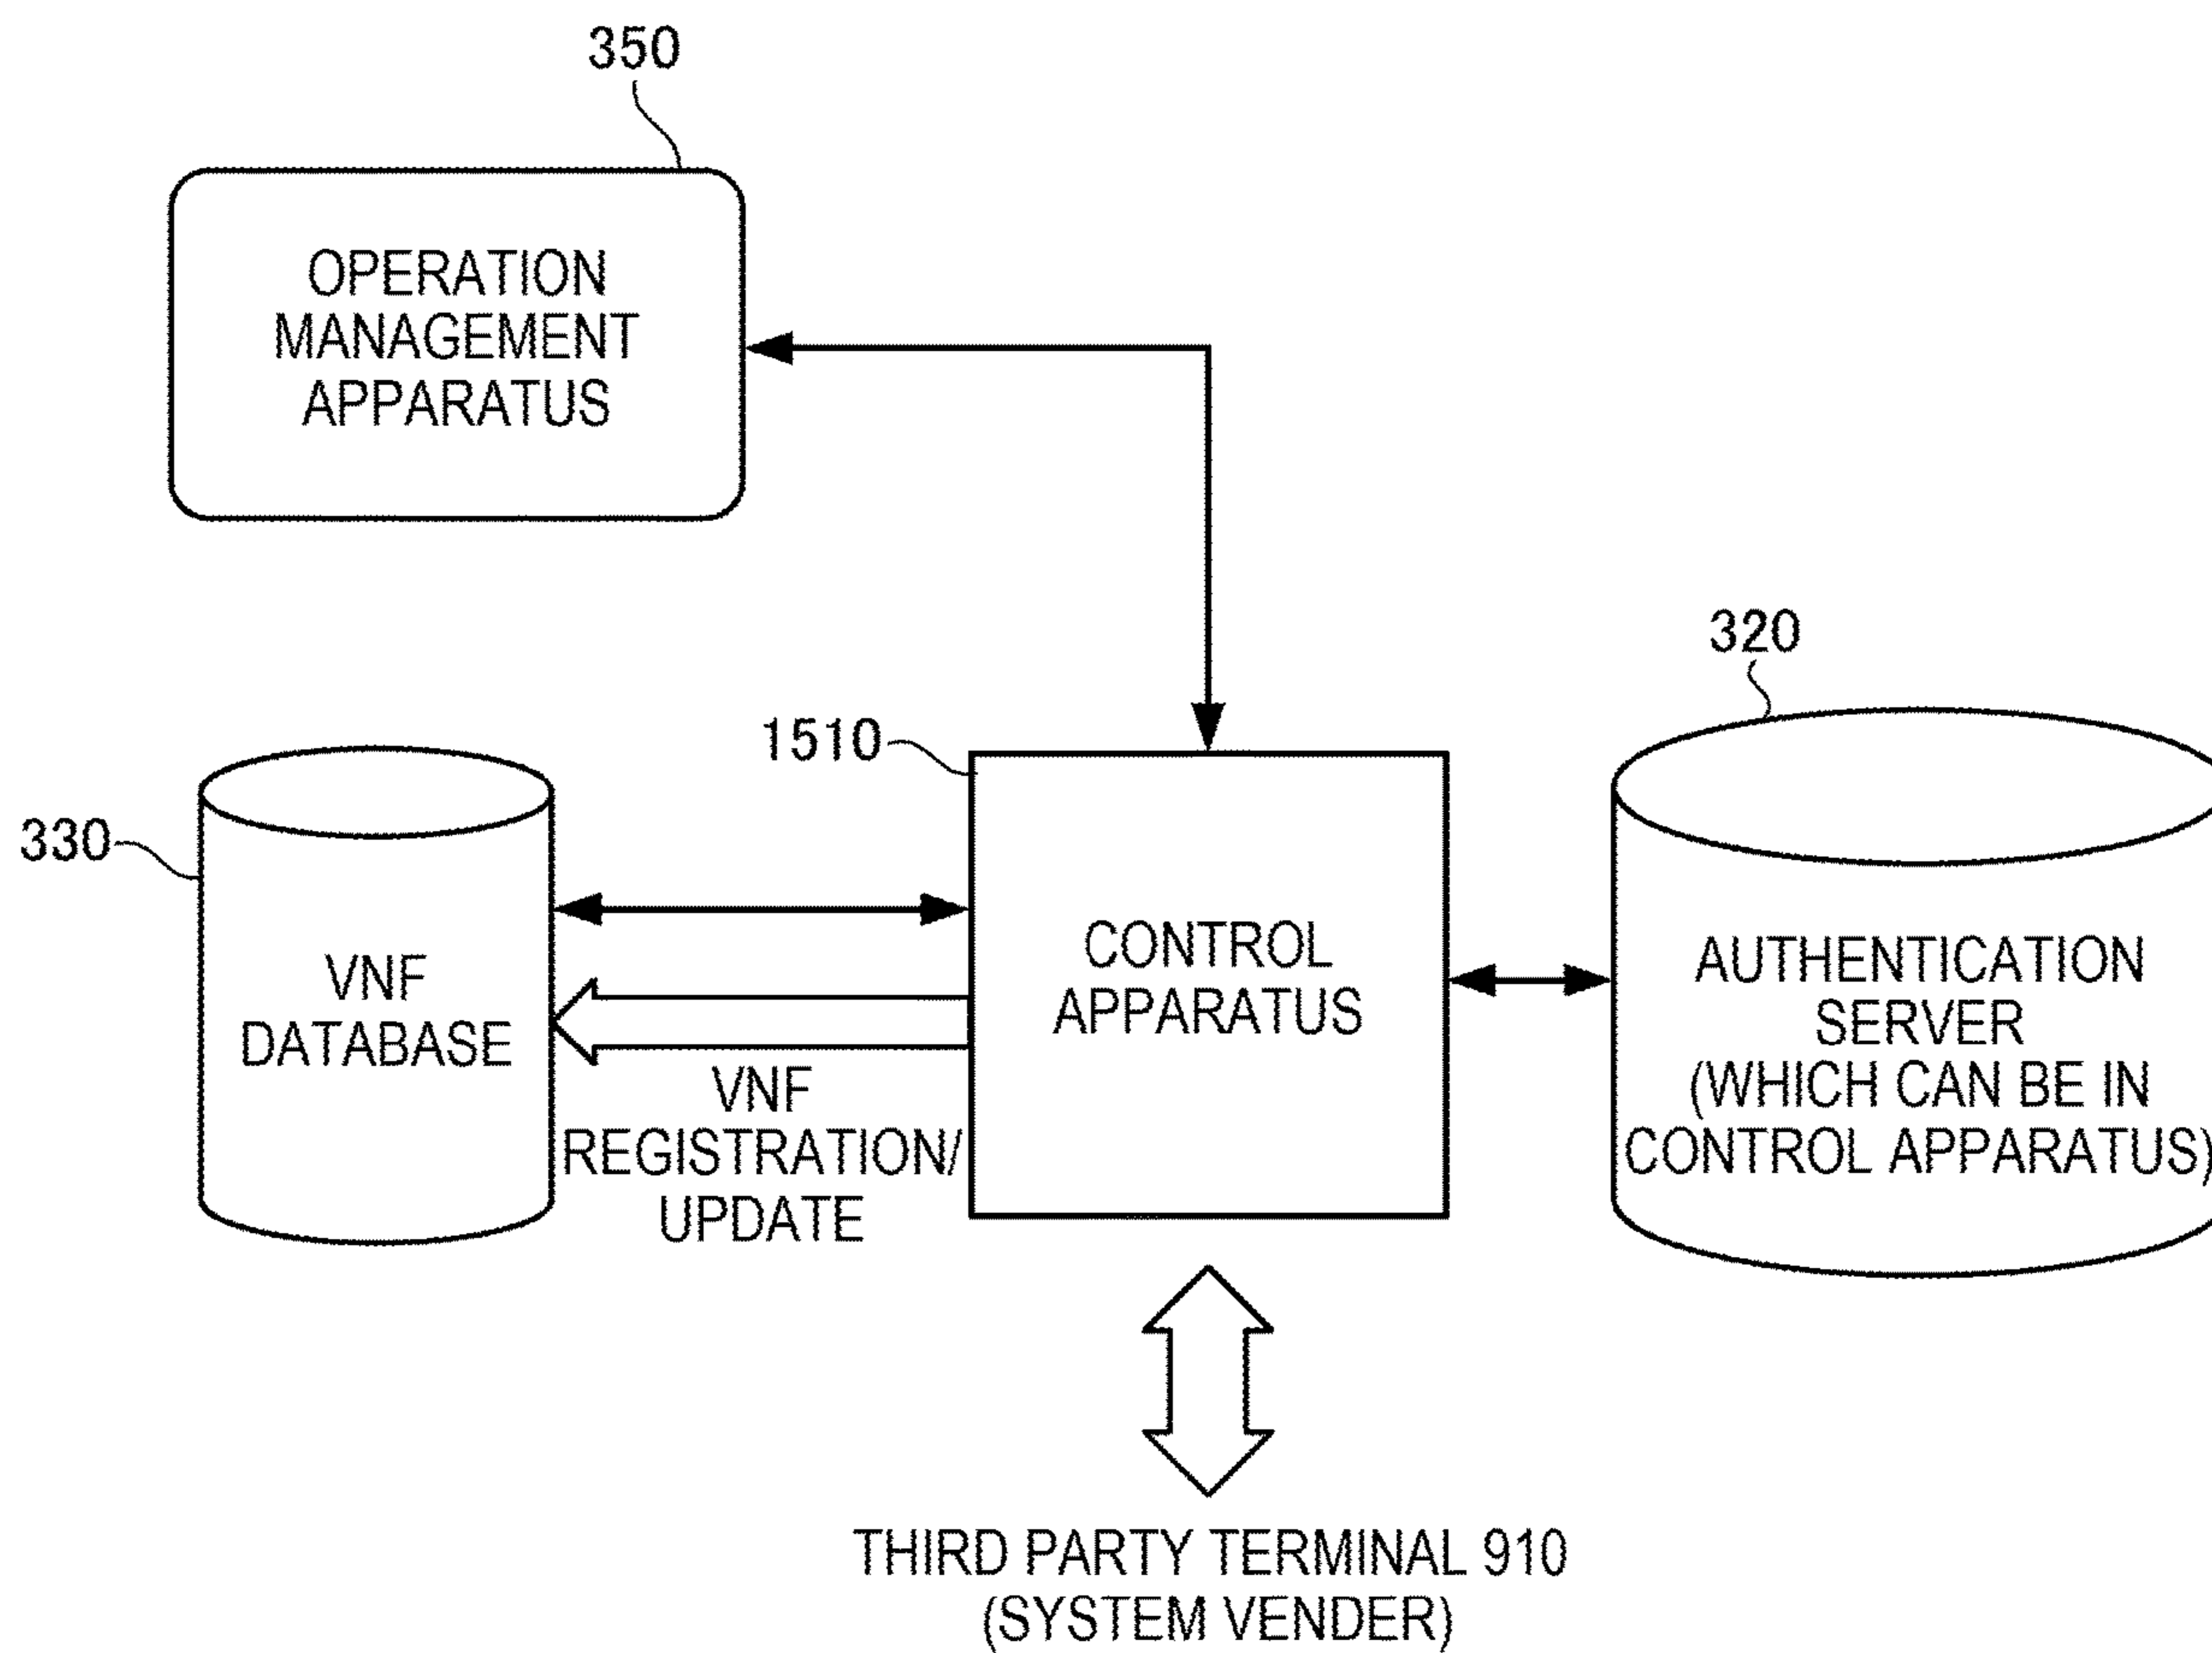 350
OPERATION
MANAGEMENT
APPARATUS
320
1510
330
VNF
DATABASE
CONTROL
APPARATUS
AUTHENTICATION
SERVER
(WHICH CAN BE IN
CONTROL APPARATUS)
VNF
REGISTRATION/
UPDATE
THIRD PARTY TERMINAL 910
(SYSTEM VENDER)